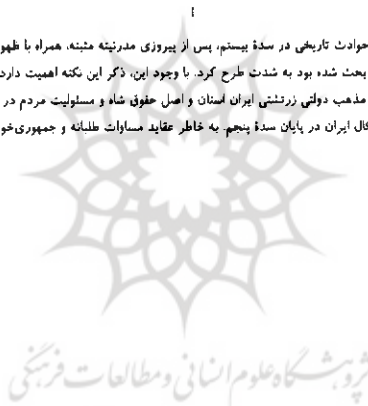 حوادث تاریخی در سدهٔ بیستم، پس از پیروزی مدرنیته مثبته، همراه با ظهو
بحث شده بود به شدت طرح کرد. با وجود این، ذکر این نکته اهمیت دارد
مذهب دولتی زرتشتی ایران استان و اصل حقوق شاه و مسئولیت مردم در
کال ایران در پایان سدهٔ پنجم. به خاطر عقاید مساوات طلبانه و جمهوری‌خو
پژوهشگاه علوم انسانی و مطالعات فرهنگی